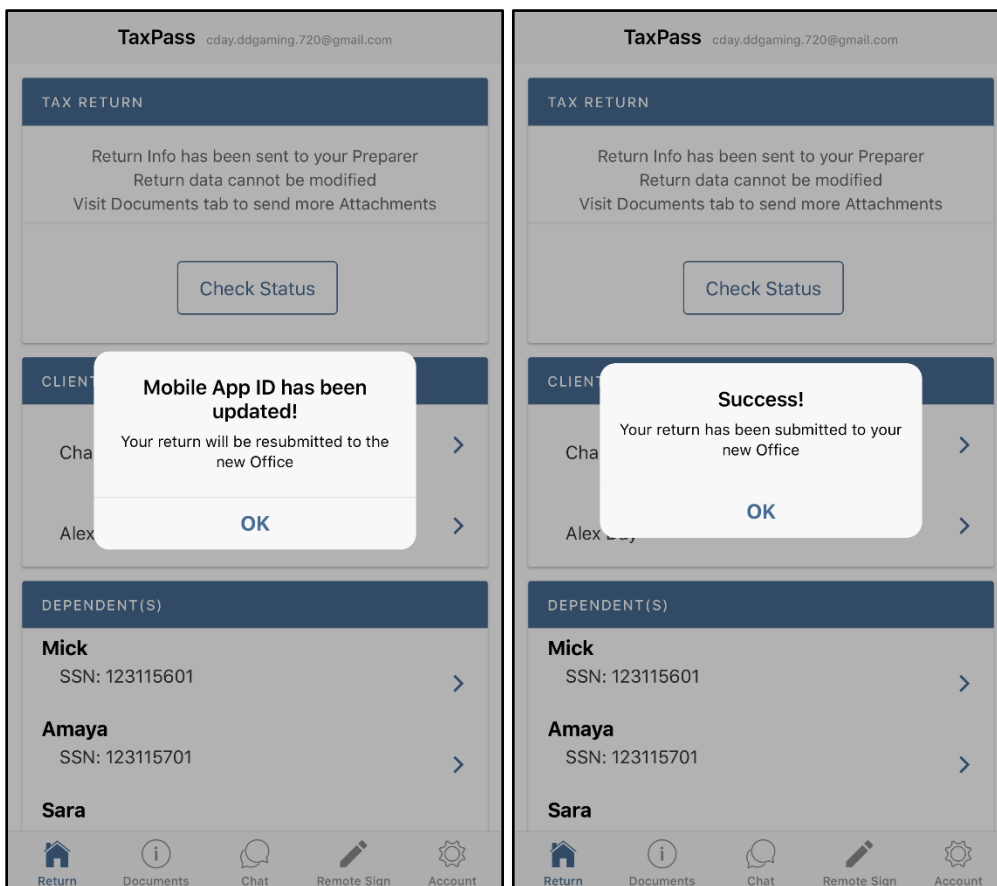 TaxPass cday.ddgaming.720@gmail.com
TAX RETURN
Return Info has been sent to your Preparer
Return data cannot be modified
Visit Documents tab to send more Attachments
Check Status
CLIENT
Mobile App ID has been
updated!
Your return will be resubmitted to the
new Office
OK
Cha
Alex
DEPENDENT(S)
Mick
SSN: 123115601
Amaya
SSN: 123115701
Sara
Return Documents Chat Remote Sign Account
TaxPass cday.ddgaming.720@gmail.com
TAX RETURN
Return Info has been sent to your Preparer
Return data cannot be modified
Visit Documents tab to send more Attachments
Check Status
CLIENT
Success!
Your return has been submitted to your
new Office
OK
Cha
Alex
DEPENDENT(S)
Mick
SSN: 123115601
Amaya
SSN: 123115701
Sara
Return Documents Chat Remote Sign Account